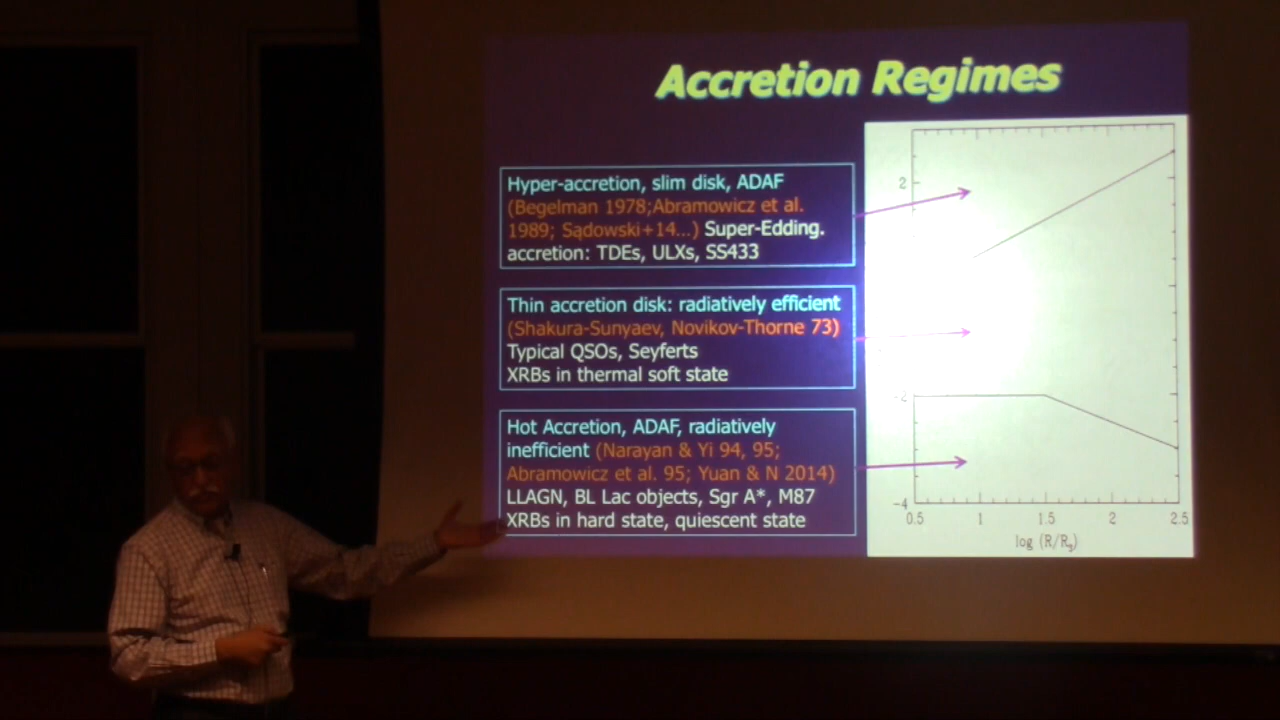 Accretion Regimes
Hyper-accretion, slim disk, ADAF
(Begelman 1978;Abramowicz et al.
1989; Sądowski+14...) Super-Edding.
accretion: TDEs, ULXs, SS433
Thin accretion disk: radiatively efficient
(Shakura-Sunyaev, Novikov-Thorne 73)
Typical QSOs, Seyferts
XRBs in thermal soft state
Hot Accretion, ADAF, radiatively
inefficient (Narayan & Yi 94, 95;
Abramowicz et al. 95; Yuan & N 2014)
LLAGN, BL Lac objects, Sgr A*, M87
XRBs in hard state, quiescent state
2
-2
-4
0.5 1 1.5 2 2.5
log (R/Rg)